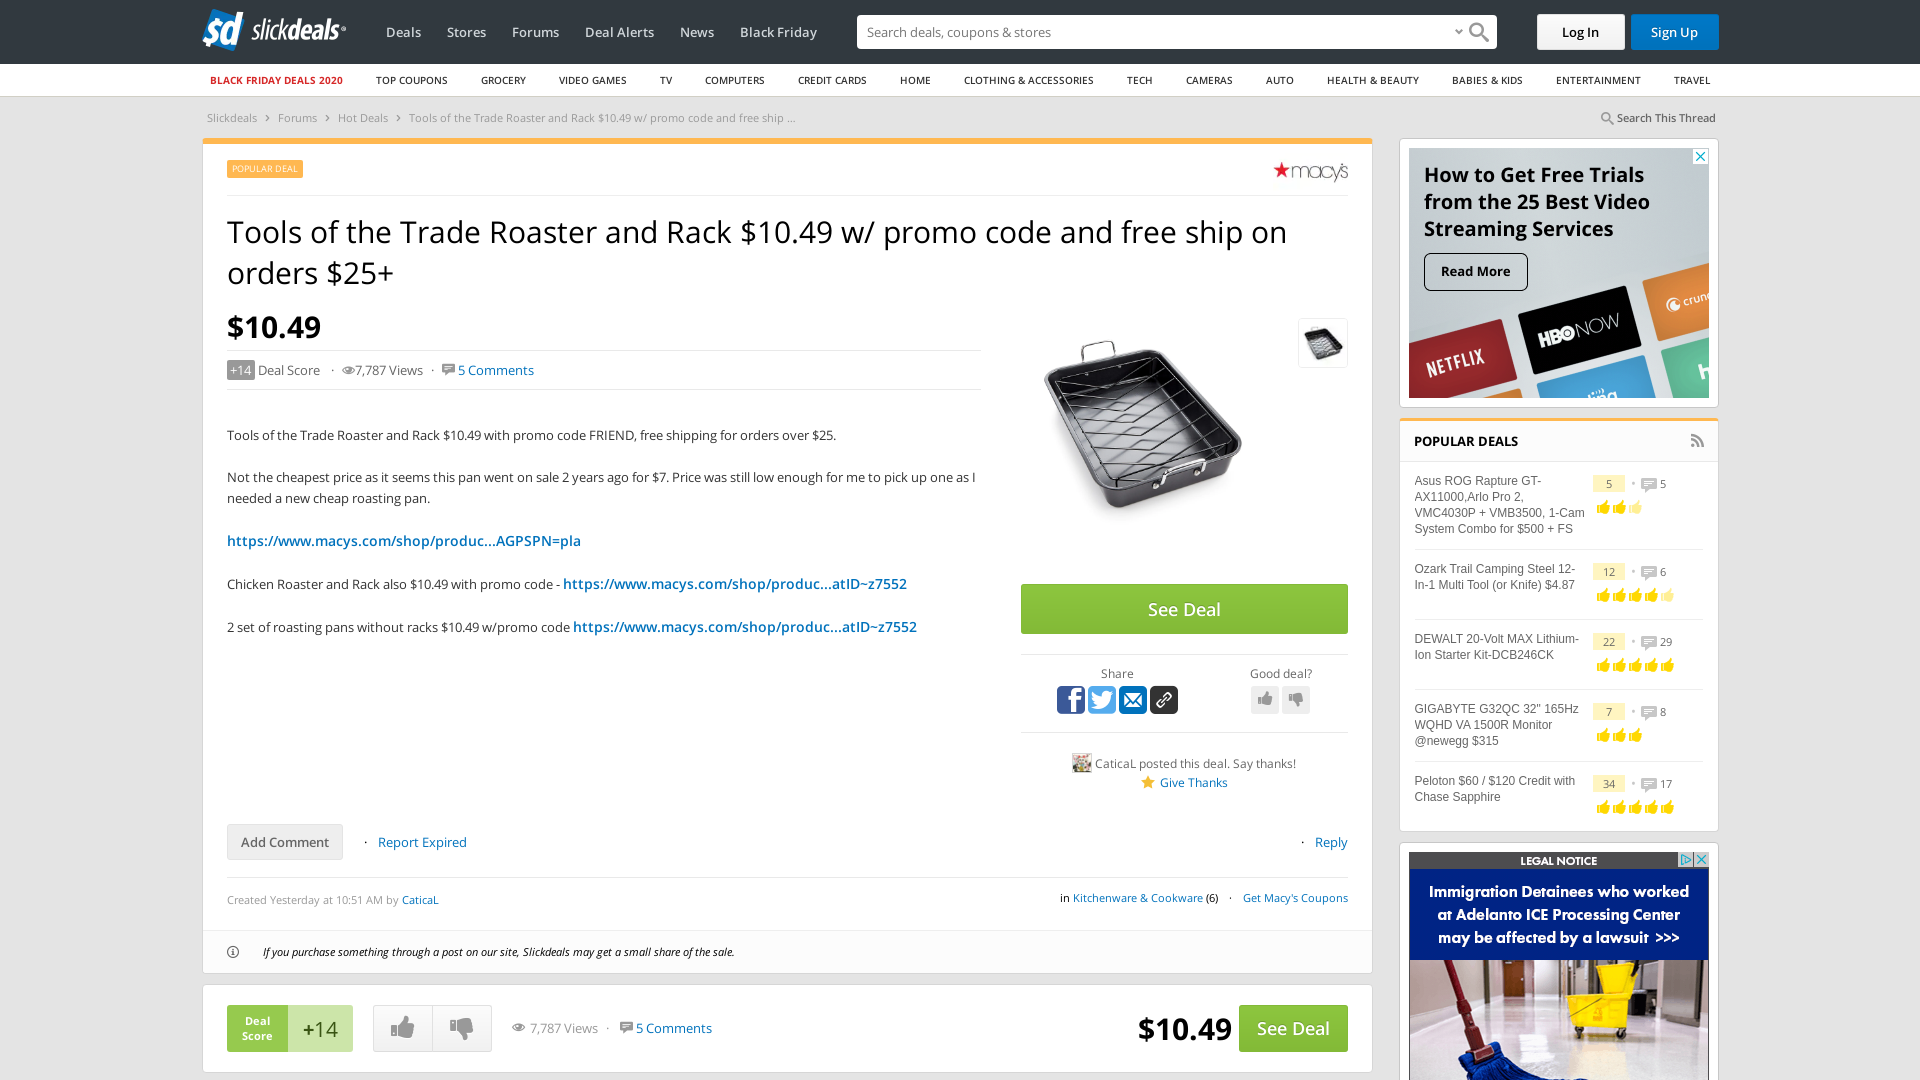 sd slickdeals
Deals
Stores
Forums
Deal Alerts
News
Black Friday
Search deals, coupons & stores
Log In
Sign Up
BLACK FRIDAY DEALS 2020
TOP COUPONS
GROCERY
VIDEO GAMES
TV
COMPUTERS
CREDIT CARDS
HOME
CLOTHING & ACCESSORIES
TECH
CAMERAS
AUTO
HEALTH & BEAUTY
BABIES & KIDS
ENTERTAINMENT
TRAVEL
Slickdeals › Forums › Hot Deals › Tools of the Trade Roaster and Rack $10.49 w/ promo code and free ship ...
Search This Thread
POPULAR DEAL
macy's
Tools of the Trade Roaster and Rack $10.49 w/ promo code and free ship on
orders $25+
$10.49
+14 Deal Score · 7,787 Views · 5 Comments
Tools of the Trade Roaster and Rack $10.49 with promo code FRIEND, free shipping for orders over $25.
Not the cheapest price as it seems this pan went on sale 2 years ago for $7. Price was still low enough for me to pick up one as I
needed a new cheap roasting pan.
https://www.macys.com/shop/produc...AGPSPN=pla
Chicken Roaster and Rack also $10.49 with promo code - https://www.macys.com/shop/produc...atID~z7552
2 set of roasting pans without racks $10.49 w/promo code https://www.macys.com/shop/produc...atID~z7552
See Deal
Share
Good deal?
CaticaL posted this deal. Say thanks!
Give Thanks
Add Comment · Report Expired
· Reply
Created Yesterday at 10:51 AM by CaticaL
in Kitchenware & Cookware (6) · Get Macy's Coupons
If you purchase something through a post on our site, Slickdeals may get a small share of the sale.
Deal
Score
+14
7,787 Views · 5 Comments
$10.49
See Deal
How to Get Free Trials
from the 25 Best Video
Streaming Services
Read More
crunc
HBO NOW
NETFLIX
h
ling
POPULAR DEALS
Asus ROG Rapture GT-
AX11000,Arlo Pro 2,
VMC4030P + VMB3500, 1-Cam
System Combo for $500 + FS
5 • 5
Ozark Trail Camping Steel 12-
In-1 Multi Tool (or Knife) $4.87
12 • 6
DEWALT 20-Volt MAX Lithium-
Ion Starter Kit-DCB246CK
22 • 29
GIGABYTE G32QC 32" 165Hz
WQHD VA 1500R Monitor
@newegg $315
7 • 8
Peloton $60 / $120 Credit with
Chase Sapphire
34 • 17
LEGAL NOTICE
Immigration Detainees who worked
at Adelanto ICE Processing Center
may be affected by a lawsuit >>>